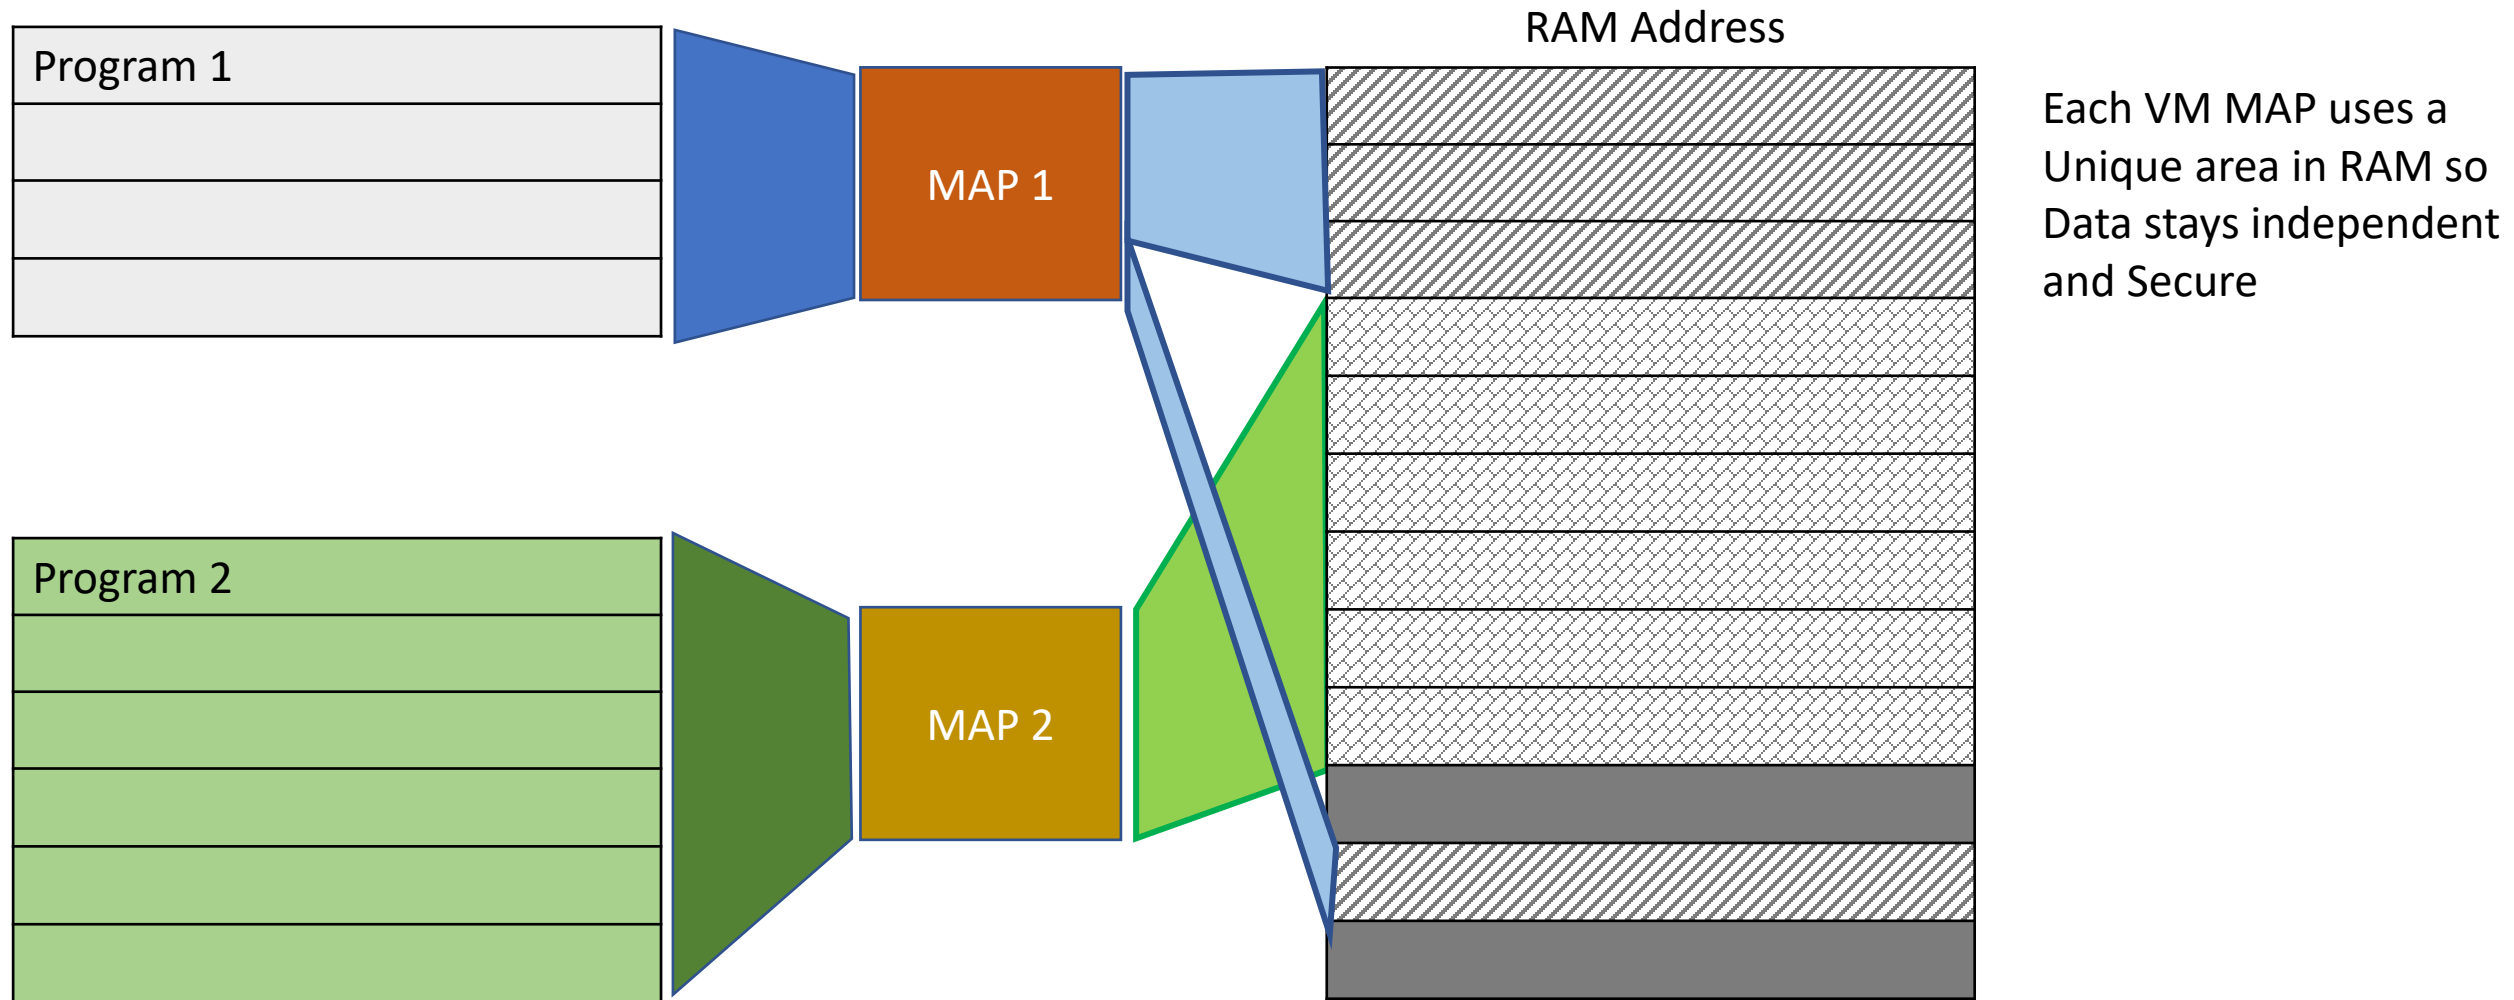 RAM Address
Program 1
Each VM MAP uses a
Unique area in RAM so
Data stays independent
and Secure
MAP 1
Program 2
MAP 2